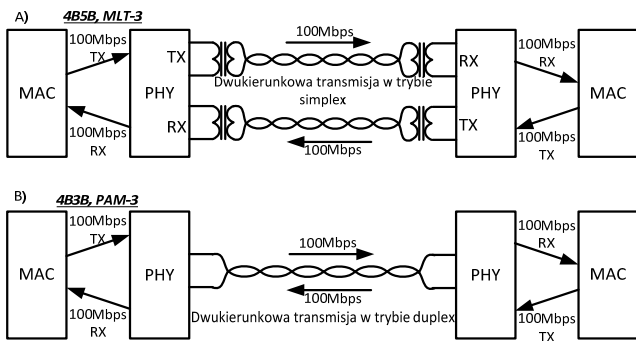 A)
4B5B, MLT-3
100Mbps
TX
100Mbps
RX
MAC
PHY
TX
RX
100Mbps
Dwukierunkowa transmisja w trybie
simplex
100Mbps
RX
TX
PHY
100Mbps
RX
100Mbps
TX
MAC
B)
4B3B, PAM-3
100Mbps
TX
100Mbps
RX
MAC
PHY
100Mbps
100Mbps
Dwukierunkowa transmisja w trybie duplex
PHY
100Mbps
RX
100Mbps
TX
MAC